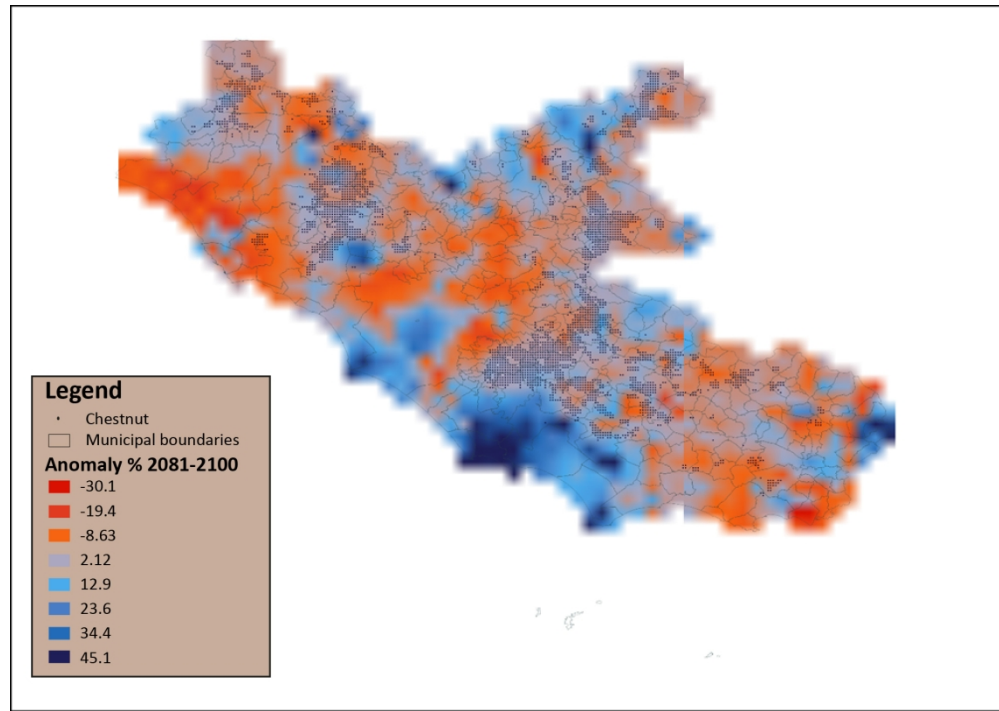 Legend
Chestnut
Municipal boundaries
Anomaly % 2081-2100
-30.1
-19.4
-8.63
2.12
12.9
23.6
34.4
45.1